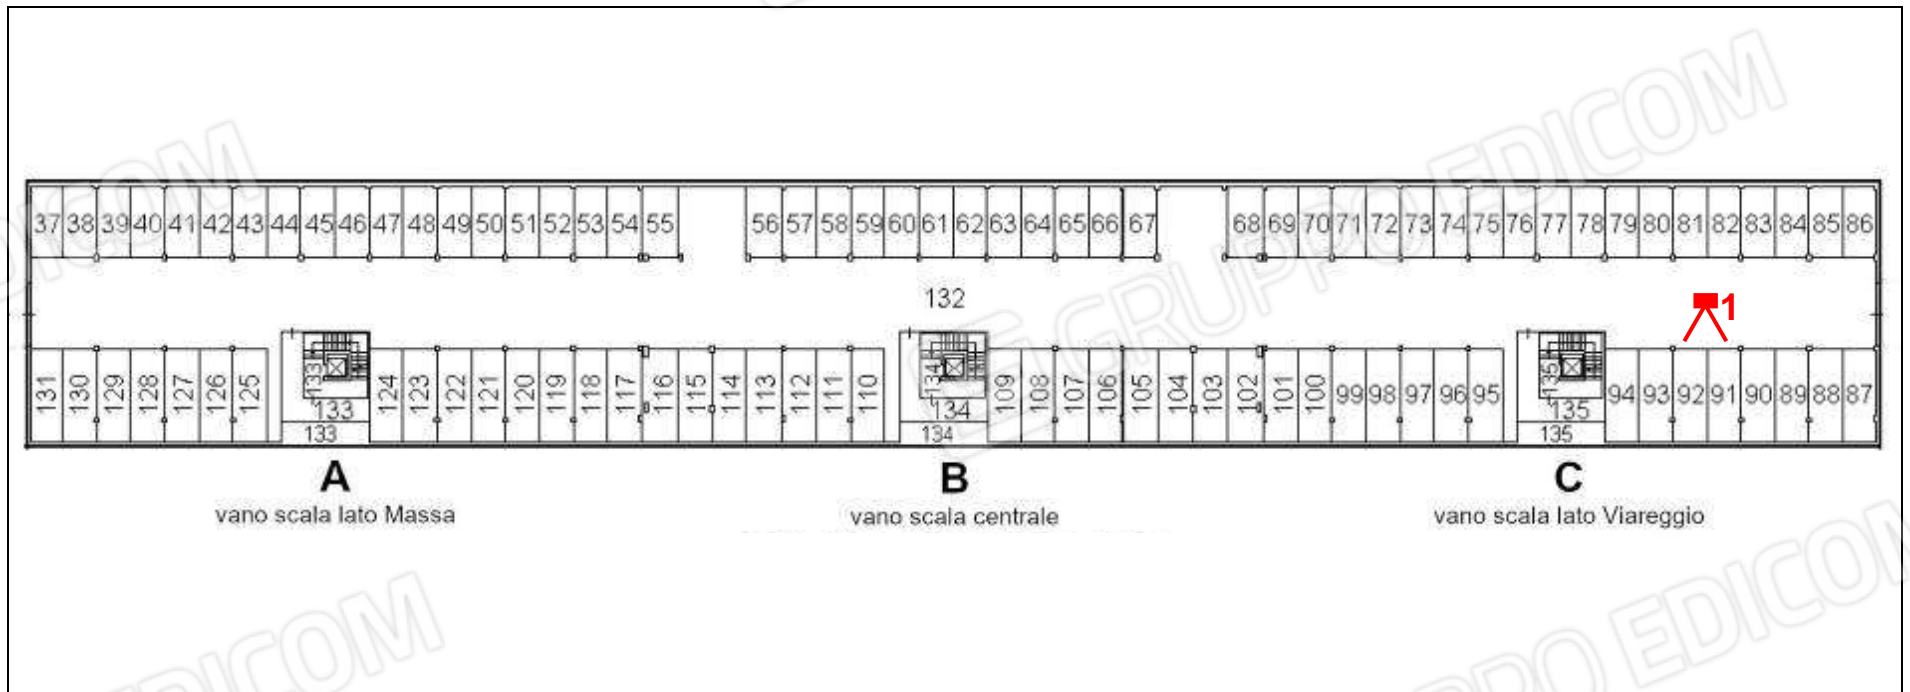 37 38 39 40 41 42 43 44 45 46 47 48 49 50 51 52 53 54 55 56 57 58 59 60 61 62 63 64 65 66 67 68 69 70 71 72 73 74 75 76 77 78 79 80 81 82 83 84 85 86
132
1
131 130 129 128 127 126 125 133 124 123 122 121 120 119 118 117 116 115 114 113 112 111 110 134 109 108 107 106 105 104 103 102 101 100 99 98 97 96 95 135 94 93 92 91 90 89 88 87
133 134 135
133 134 135
A B C
vano scala lato Massa vano scala centrale vano scala lato Viareggio
GRUPPO EDICOM
EDICOM
EDICOM
GRUPPO EDICOM